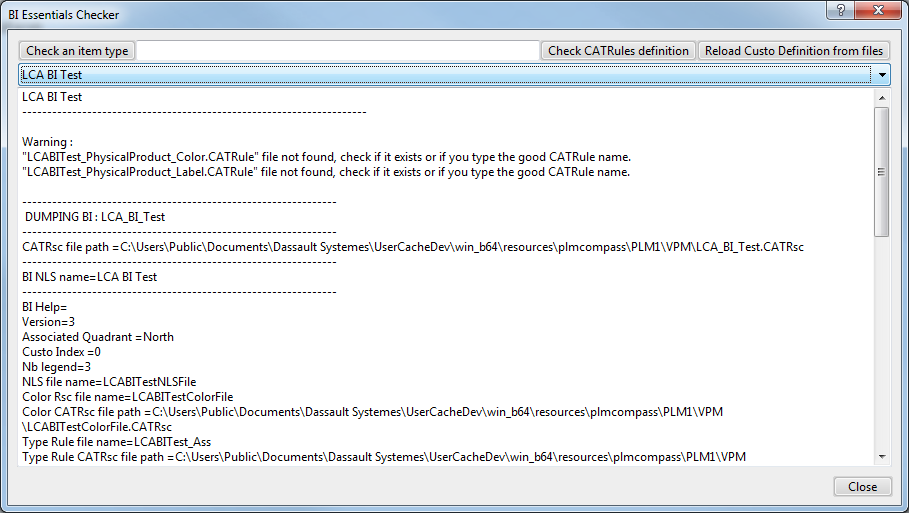 BI Essentials Checker
Check an item type
Check CATRules definition
Reload Custo Definition from files
LCA BI Test
LCA BI Test
---------------------------------------------------------------------
Warning :
"LCABITest_PhysicalProduct_Color.CATRule" file not found, check if it exists or if you type the good CATRule name.
"LCABITest_PhysicalProduct_Label.CATRule" file not found, check if it exists or if you type the good CATRule name.
---------------------------------------------------------------
DUMPING BI : LCA_BI_Test
---------------------------------------------------------------
CATRsc file path =C:\Users\Public\Documents\Dassault Systemes\UserCacheDev\win_b64\resources\plmcompass\PLM1\VPM\LCA_BI_Test.CATRsc
---------------------------------------------------------------
BI NLS name=LCA BI Test
---------------------------------------------------------------
BI Help=
Version=3
Associated Quadrant =North
Custo Index =0
Nb legend=3
NLS file name=LCABITestNLSFile
Color Rsc file name=LCABITestColorFile
Color CATRsc file path =C:\Users\Public\Documents\Dassault Systemes\UserCacheDev\win_b64\resources\plmcompass\PLM1\VPM
\LCABITestColorFile.CATRsc
Type Rule file name=LCABITest_Ass
Type Rule CATRsc file path =C:\Users\Public\Documents\Dassault Systemes\UserCacheDev\win_b64\resources\plmcompass\PLM1\VPM
Close